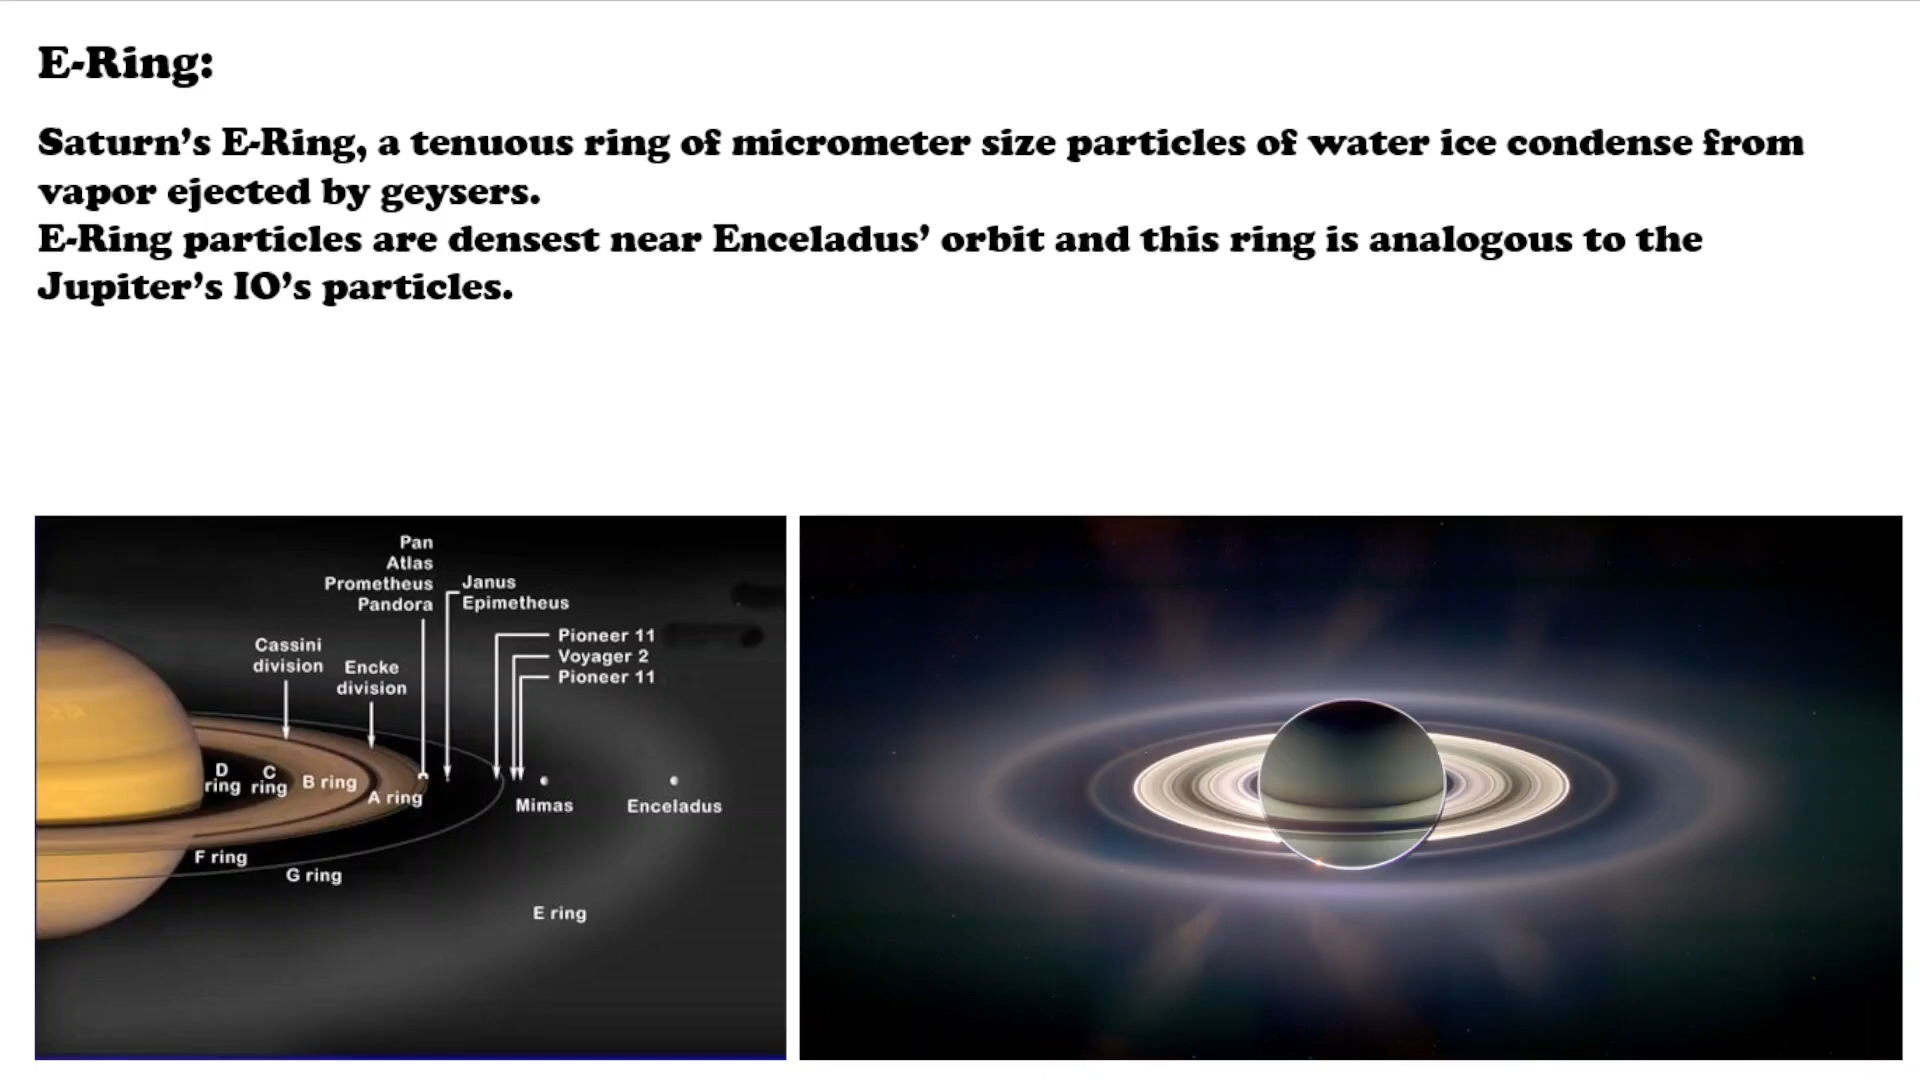 E-Ring:
Saturn’s E-Ring, a tenuous ring of micrometer size particles of water ice condense from
vapor ejected by geysers.
E-Ring particles are densest near Enceladus’ orbit and this ring is analogous to the
Jupiter’s IO’s particles.
Pan
Atlas
Prometheus
Pandora
Janus
Epimetheus
Pioneer 11
Voyager 2
Pioneer 11
Cassini
division
Encke
division
D
ring
C
ring
B ring
A ring
Mimas
Enceladus
F ring
G ring
E ring